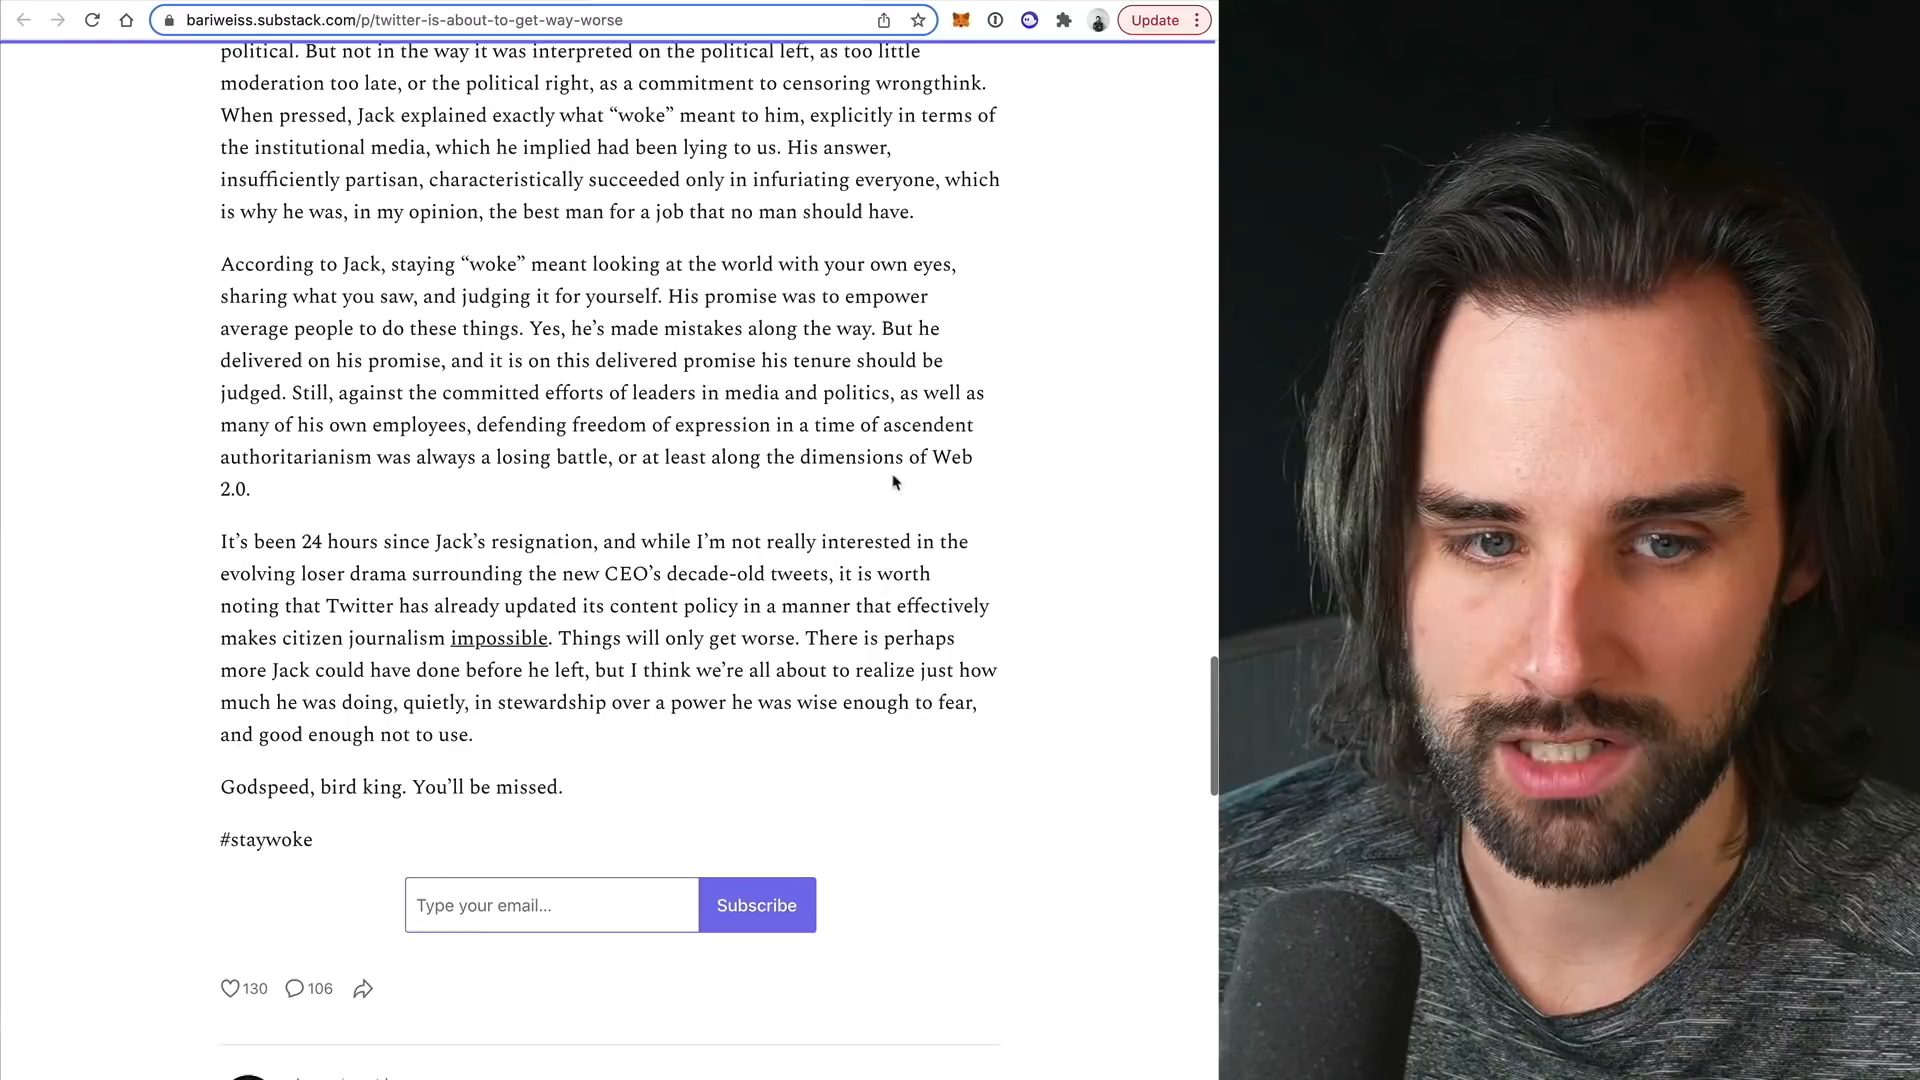 bariweiss.substack.com/p/twitter-is-about-to-get-way-worse
Update
political. But not in the way it was interpreted on the political left, as too little
moderation too late, or the political right, as a commitment to censoring wrongthink.
When pressed, Jack explained exactly what “woke” meant to him, explicitly in terms of
the institutional media, which he implied had been lying to us. His answer,
insufficiently partisan, characteristically succeeded only in infuriating everyone, which
is why he was, in my opinion, the best man for a job that no man should have.
According to Jack, staying “woke” meant looking at the world with your own eyes,
sharing what you saw, and judging it for yourself. His promise was to empower
average people to do these things. Yes, he’s made mistakes along the way. But he
delivered on his promise, and it is on this delivered promise his tenure should be
judged. Still, against the committed efforts of leaders in media and politics, as well as
many of his own employees, defending freedom of expression in a time of ascendent
authoritarianism was always a losing battle, or at least along the dimensions of Web
2.0.
It’s been 24 hours since Jack’s resignation, and while I’m not really interested in the
evolving loser drama surrounding the new CEO’s decade-old tweets, it is worth
noting that Twitter has already updated its content policy in a manner that effectively
makes citizen journalism impossible. Things will only get worse. There is perhaps
more Jack could have done before he left, but I think we’re all about to realize just how
much he was doing, quietly, in stewardship over a power he was wise enough to fear,
and good enough not to use.
Godspeed, bird king. You’ll be missed.
#staywoke
Type your email...
Subscribe
130
106